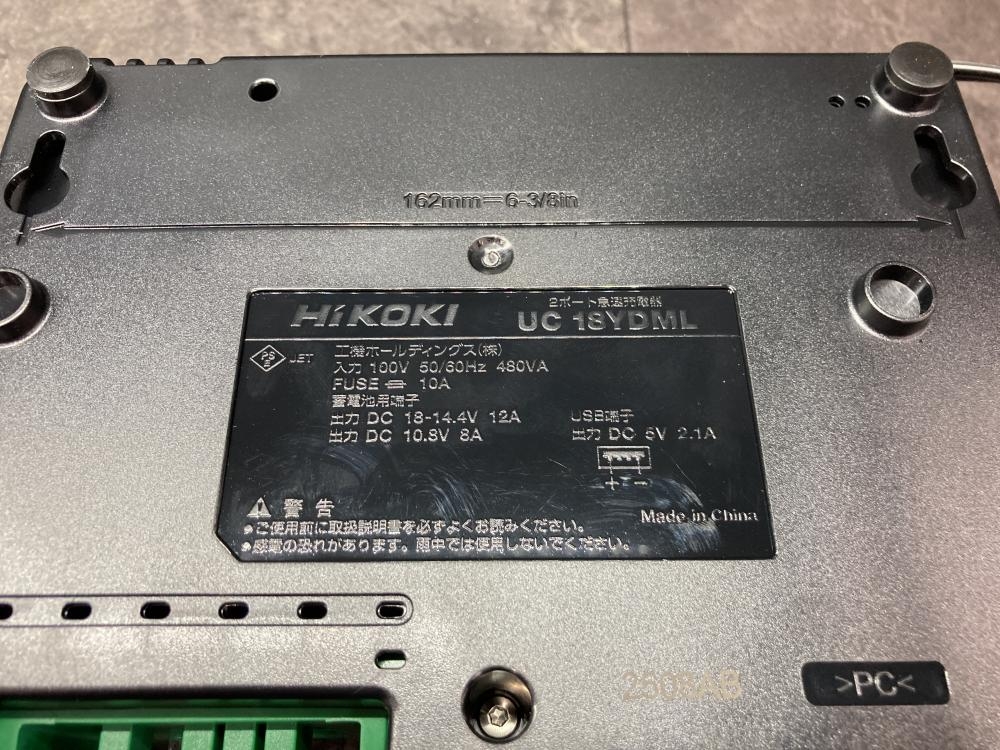 162mm=6-3/8in
HiKOKI
2ポート急速充電器
UC 18YDML
PS
E
JET
工機ホールディングス(株)
入力 100V 50/60Hz 480VA
FUSE 10A
蓄電池用端子
出力 DC 18-14.4V 12A
出力 DC 10.8V 8A
USB端子
出力 DC 5V 2.1A
+ -
警告
Made in China
●ご使用前に取扱説明書を必ずよくお読みください。
●感電の恐れがあります。雨中では使用しないでください。
2508AB
>PC<